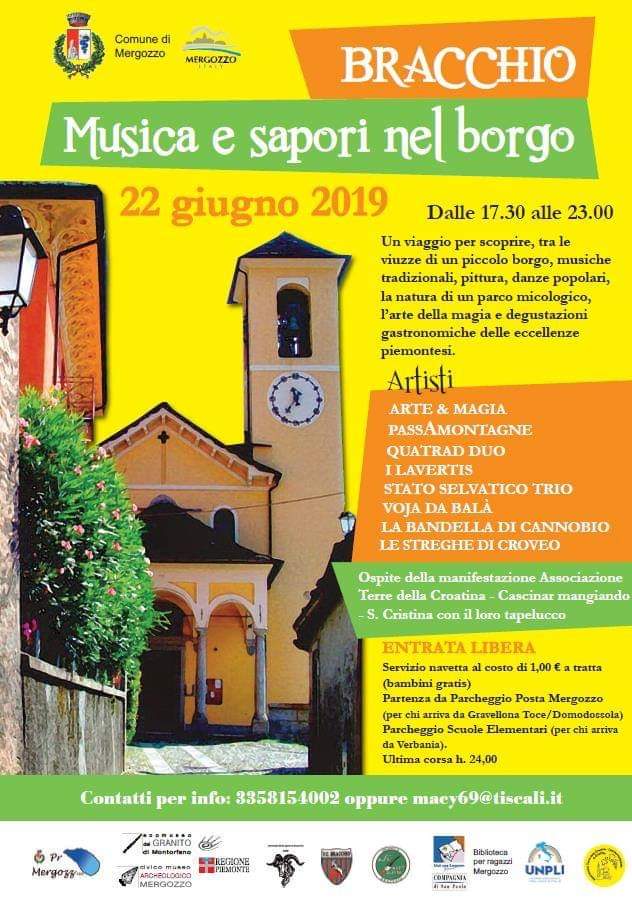 Comune di
Mergozzo
MERGOZZO
ITALY
BRACCHIO
Musica e sapori nel borgo
22 giugno 2019
Dalle 17.30 alle 23.00
Un viaggio per scoprire, tra le
viuzze di un piccolo borgo, musiche
tradizionali, pittura, danze popolari,
la natura di un parco micologico,
l'arte della magia e degustazioni
gastronomiche delle eccellenze
piemontesi.
Artisti
ARTE & MAGIA
PASSAMONTAGNE
QUATRAD DUO
I LAVERTIS
STATO SELVATICO TRIO
VOJA DA BALÀ
LA BANDELLA DI CANNOBIO
LE STREGHE DI CROVEO
Ospite della manifestazione Associazione
Terre della Croatina - Cascinar mangiando
- S. Cristina con il loro tapelucco
ENTRATA LIBERA
Servizio navetta al costo di 1,00 € a tratta
(bambini gratis)
Partenza da Parcheggio Posta Mergozzo
(per chi arriva da Gravellona Toce/Domodossola)
Parcheggio Scuole Elementari (per chi arriva
da Verbania).
Ultima corsa h. 24,00
Contatti per info: 3358154002 oppure macy69@tiscali.it
ecomuseo
del GRANITO
di Montorfano
civico museo
ARCHEOLOGICO
MERGOZZO
REGIONE
PIEMONTE
COMPAGNIA
di San Paolo
Biblioteca
per ragazzi
Mergozzo
UNPLI